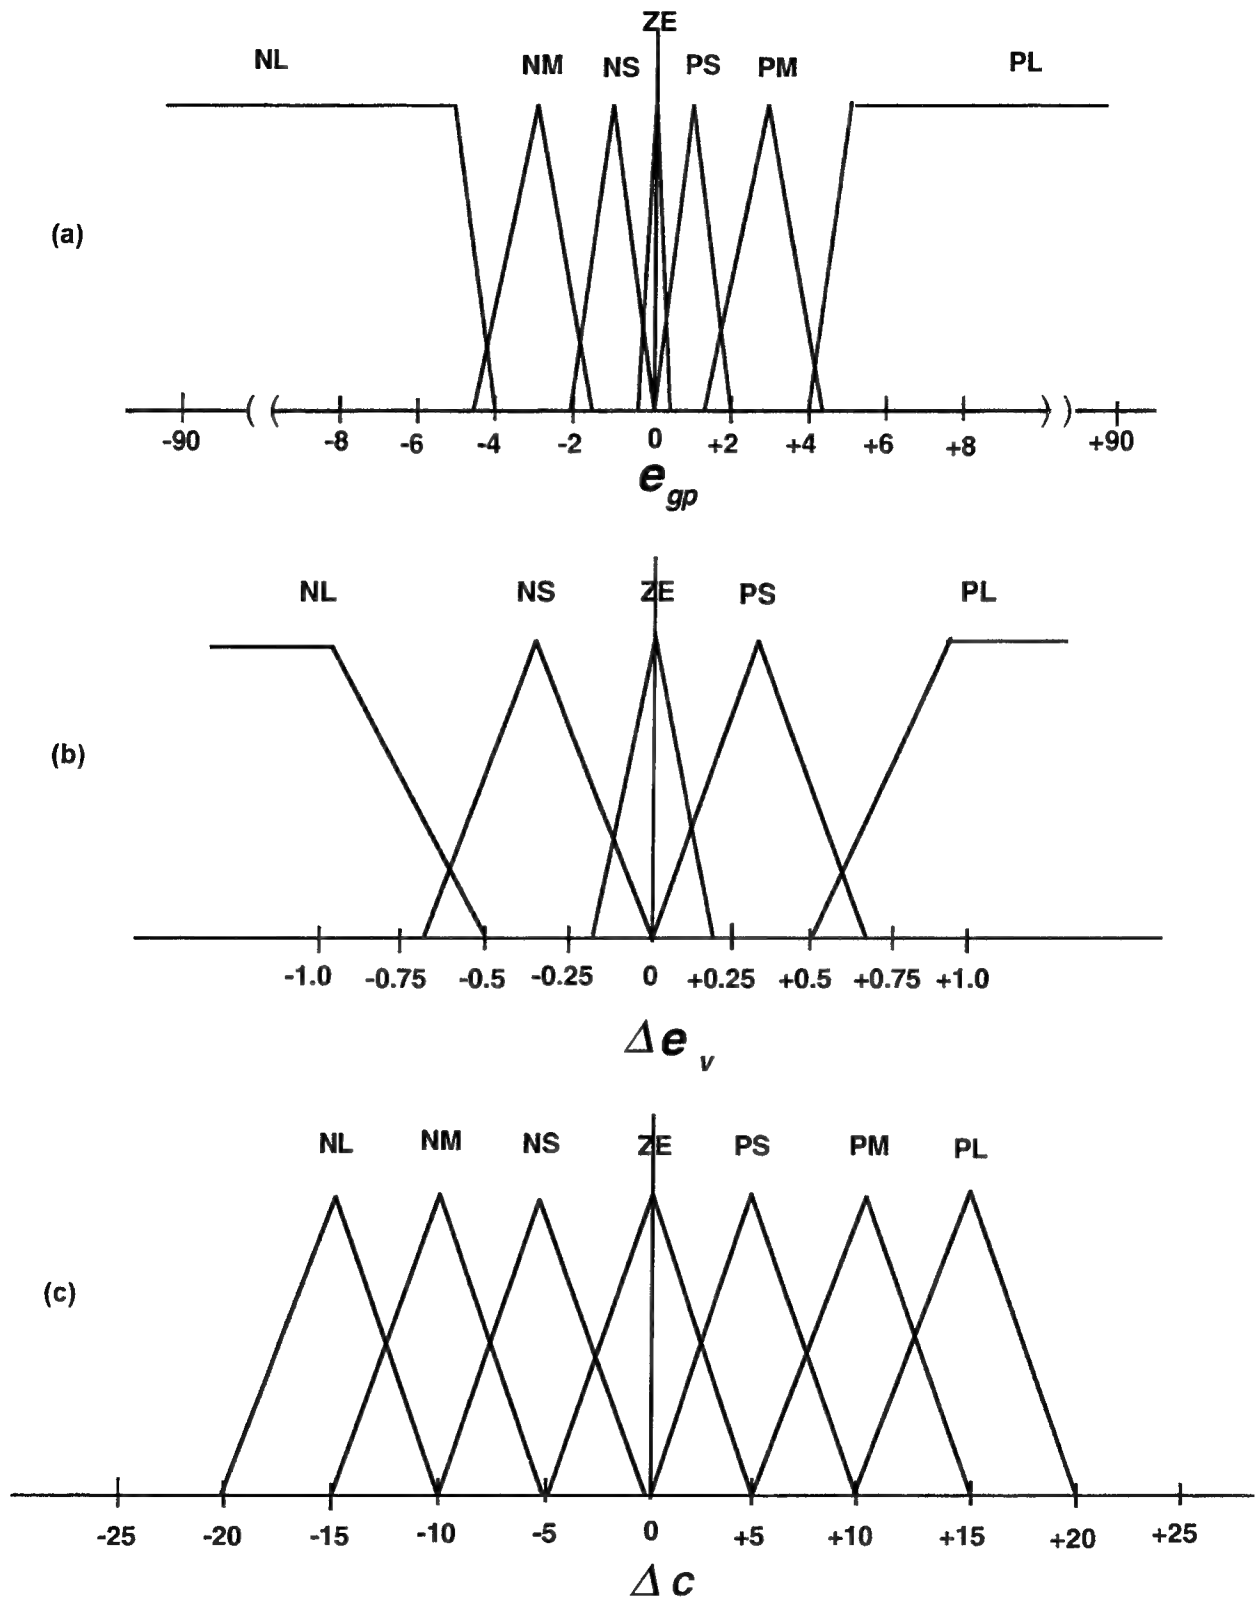 ZE
NL NM NS PS PM PL
(a)
-90 ( ( -8 -6 -4 -2 0 +2 +4 +6 +8 ) ) +90
e gp
NL NS ZE PS PL
(b)
-1.0 -0.75 -0.5 -0.25 0 +0.25 +0.5 +0.75 +1.0
Δe v
NL NM NS ZE PS PM PL
(c)
-25 -20 -15 -10 -5 0 +5 +10 +15 +20 +25
Δc